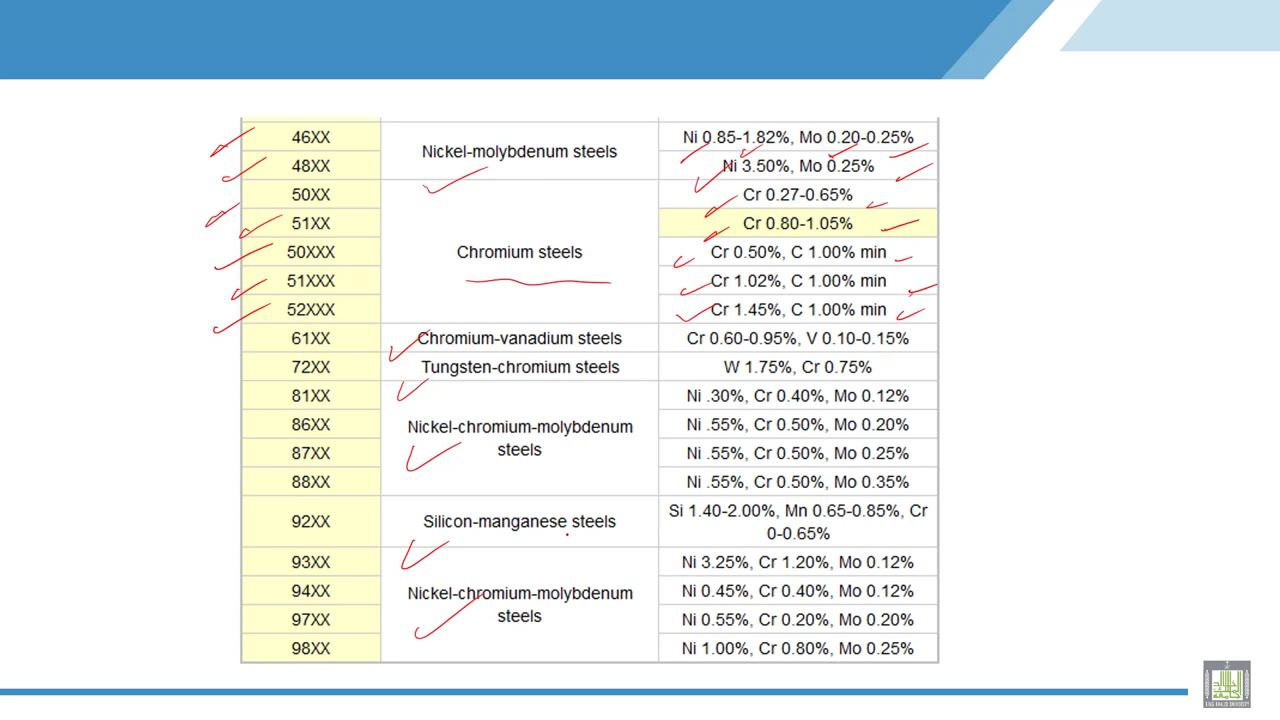 46XX
Nickel-molybdenum steels
Ni 0.85-1.82%, Mo 0.20-0.25%
48XX
Ni 3.50%, Mo 0.25%
50XX
Chromium steels
Cr 0.27-0.65%
51XX
Cr 0.80-1.05%
50XXX
Cr 0.50%, C 1.00% min
51XXX
Cr 1.02%, C 1.00% min
52XXX
Cr 1.45%, C 1.00% min
61XX
Chromium-vanadium steels
Cr 0.60-0.95%, V 0.10-0.15%
72XX
Tungsten-chromium steels
W 1.75%, Cr 0.75%
81XX
Nickel-chromium-molybdenum
steels
Ni .30%, Cr 0.40%, Mo 0.12%
86XX
Ni .55%, Cr 0.50%, Mo 0.20%
87XX
Ni .55%, Cr 0.50%, Mo 0.25%
88XX
Ni .55%, Cr 0.50%, Mo 0.35%
92XX
Silicon-manganese steels
Si 1.40-2.00%, Mn 0.65-0.85%, Cr
0-0.65%
93XX
Nickel-chromium-molybdenum
steels
Ni 3.25%, Cr 1.20%, Mo 0.12%
94XX
Ni 0.45%, Cr 0.40%, Mo 0.12%
97XX
Ni 0.55%, Cr 0.20%, Mo 0.20%
98XX
Ni 1.00%, Cr 0.80%, Mo 0.25%
KING KHALID UNIVERSITY